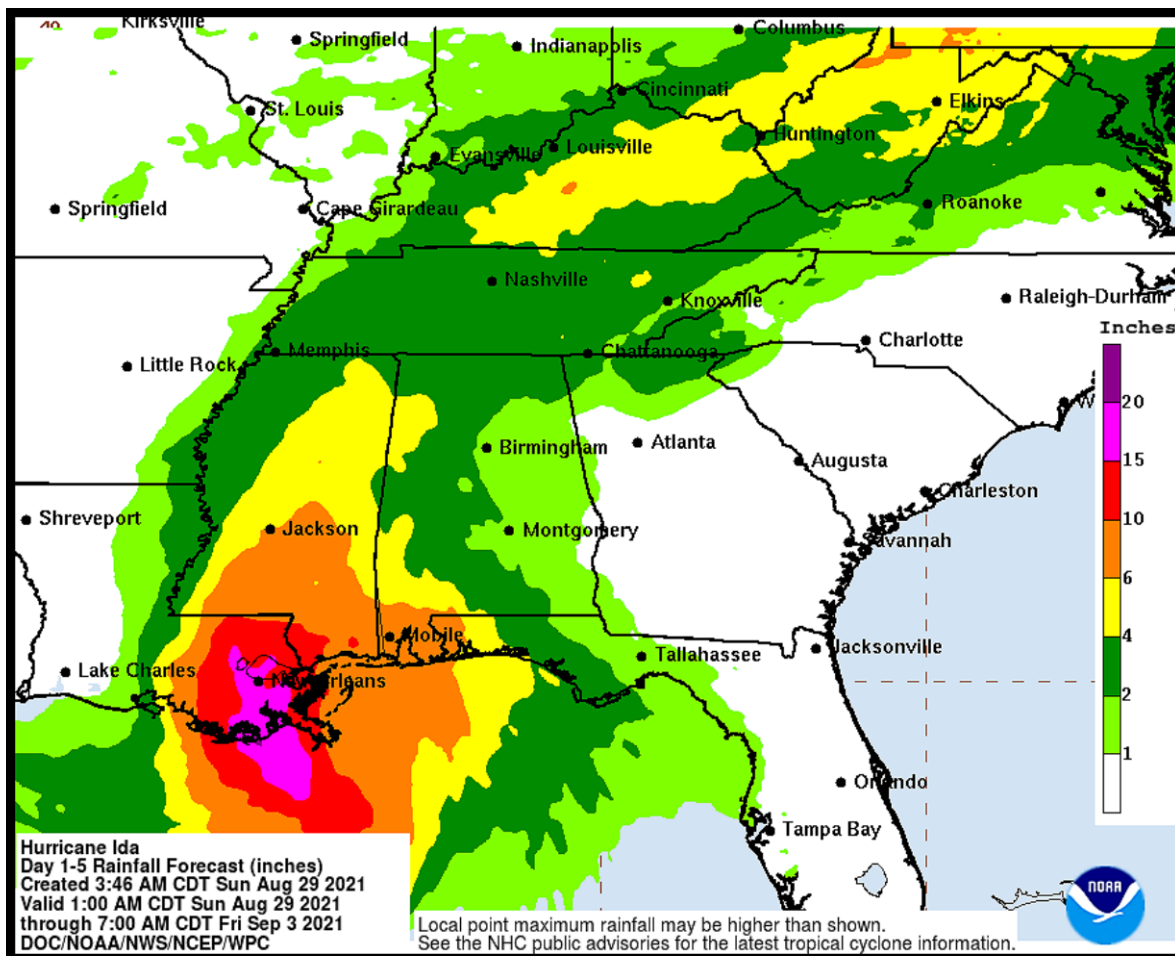 Kirksville
Springfield
Indianapolis
Columbus
St. Louis
Cincinnati
Elkins
Huntington
Evansville
Louisville
Springfield
Cape Girardeau
Roanoke
Nashville
Knoxville
Raleigh-Durham
Inches
Little Rock
Memphis
Chattanooga
Charlotte
20
W
Birmingham
Atlanta
15
Augusta
Shreveport
Jackson
Montgomery
Charleston
10
Savannah
6
Mobile
4
Lake Charles
New Orleans
Tallahassee
Jacksonville
2
1
Orlando
Tampa Bay
Hurricane Ida
Day 1-5 Rainfall Forecast (inches)
Created 3:46 AM CDT Sun Aug 29 2021
Valid 1:00 AM CDT Sun Aug 29 2021
through 7:00 AM CDT Fri Sep 3 2021
DOC/NOAA/NWS/NCEP/WPC
Local point maximum rainfall may be higher than shown.
See the NHC public advisories for the latest tropical cyclone information.
NOAA